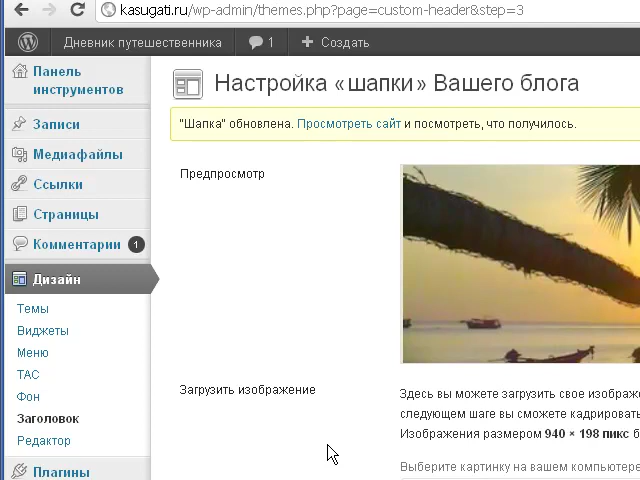 kasugati.ru/wp-admin/themes.php?page=custom-header&step=3
Дневник путешественника 1 + Создать
Панель
инструментов
Записи
Медиафайлы
Ссылки
Страницы
Комментарии 1
Дизайн
Темы
Виджеты
Меню
TAC
Фон
Заголовок
Редактор
Плагины
Настройка «шапки» Вашего блога
"Шапка" обновлена. Просмотреть сайт и посмотреть, что получилось.
Предпросмотр
Загрузить изображение
Здесь вы можете загрузить свое изображе
следующем шаге вы сможете кадрировать
Изображения размером 940 × 198 пикс б
Выберите картинку на вашем компьютере